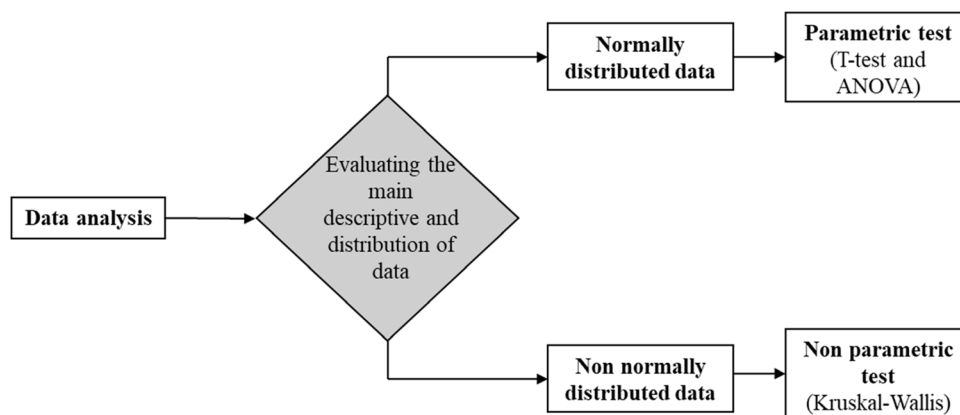 Data analysis
Evaluating the
main
descriptive and
distribution of
data
Normally
distributed data
Parametric test
(T-test and
ANOVA)
Non normally
distributed data
Non parametric
test
(Kruskal-Wallis)